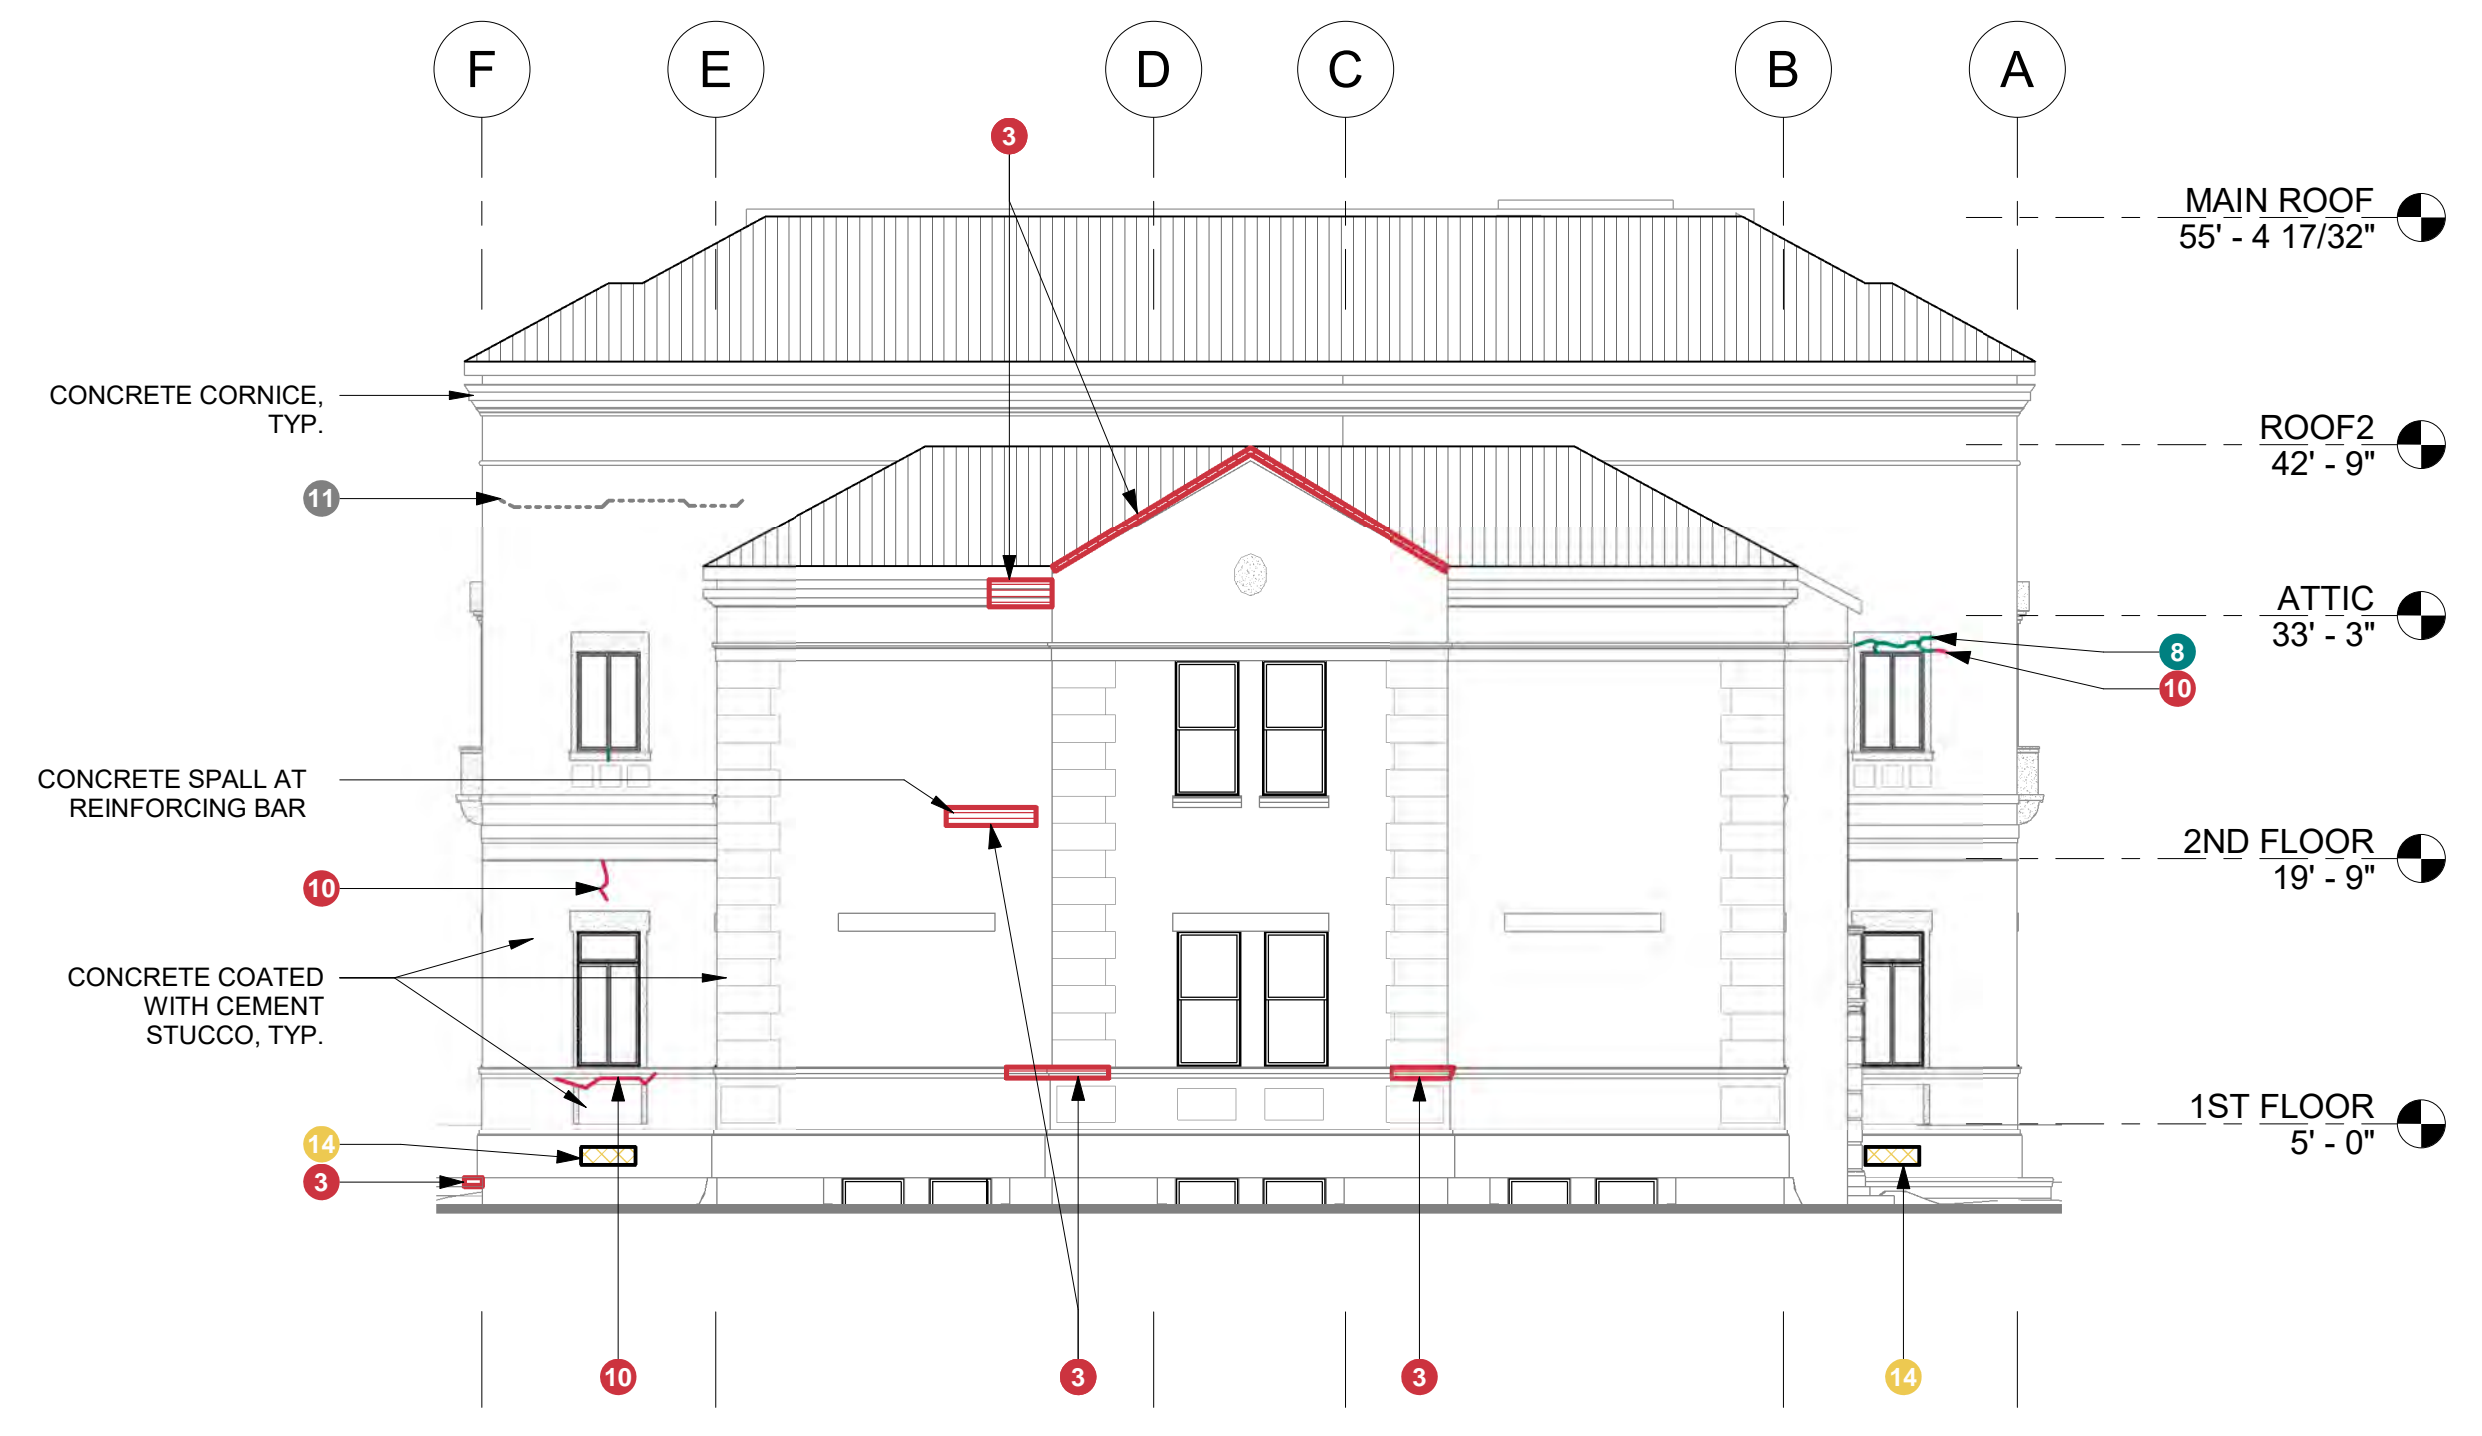 F
E
D
C
B
A
3
MAIN ROOF
55' - 4 17/32"
CONCRETE CORNICE,
TYP.
ROOF2
42' - 9"
11
ATTIC
33' - 3"
8
10
CONCRETE SPALL AT
REINFORCING BAR
2ND FLOOR
19' - 9"
10
CONCRETE COATED
WITH CEMENT
STUCCO, TYP.
1ST FLOOR
5' - 0"
14
3
10
3
3
14